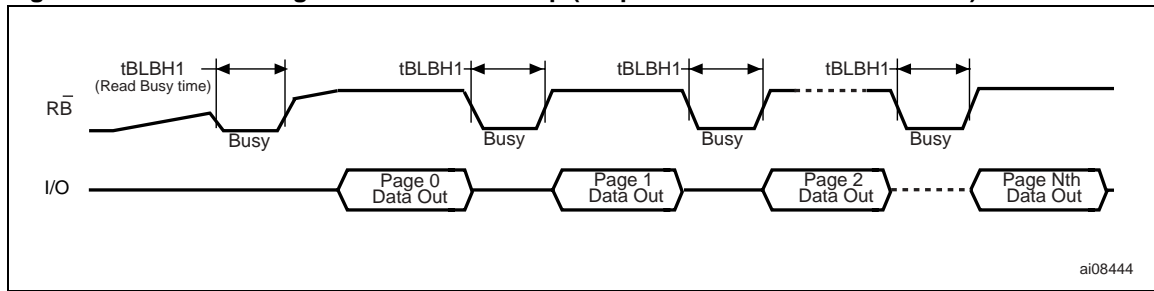 tBLBH1 tBLBH1 tBLBH1 tBLBH1
(Read Busy time)
RB
Busy Busy Busy Busy
I/O
Page 0 Page 1 Page 2 Page Nth
Data Out Data Out Data Out Data Out
ai08444